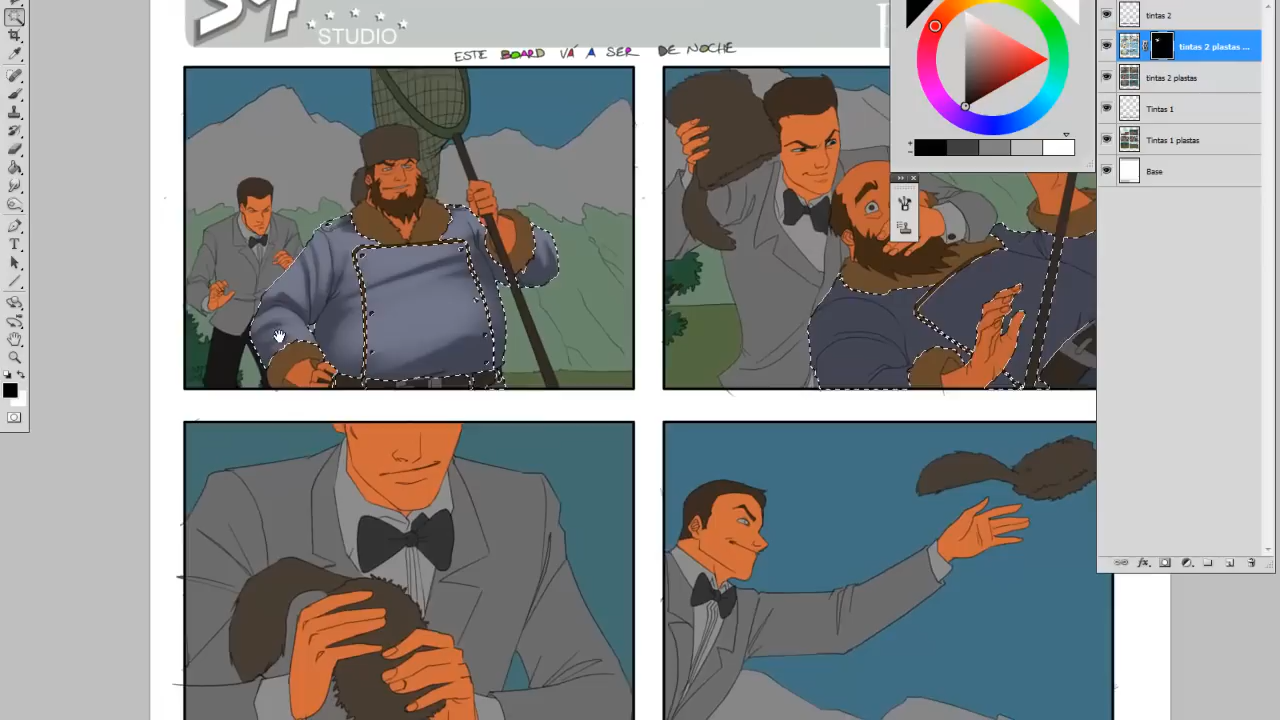 STUDIO
ESTE BOARD VÁ A SER DE NOCHE
tintas 2
tintas 2 plastas ...
tintas 2 plastas
Tintas 1
Tintas 1 plastas
Base